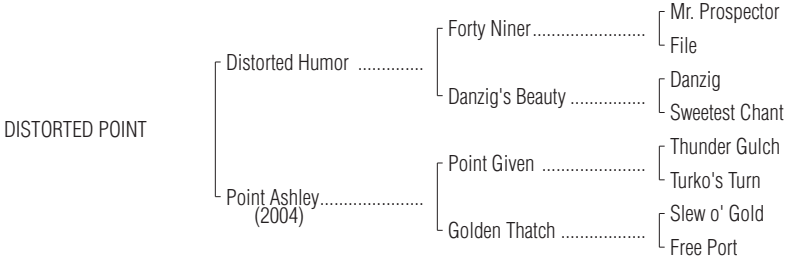 Mr. Prospector
Forty Niner........................
File
Distorted Humor ..............
Danzig
Danzig's Beauty ................
Sweetest Chant
DISTORTED POINT
Thunder Gulch
Point Given ......................
Turko's Turn
Point Ashley......................
(2004)
Slew o' Gold
Golden Thatch ..................
Free Port